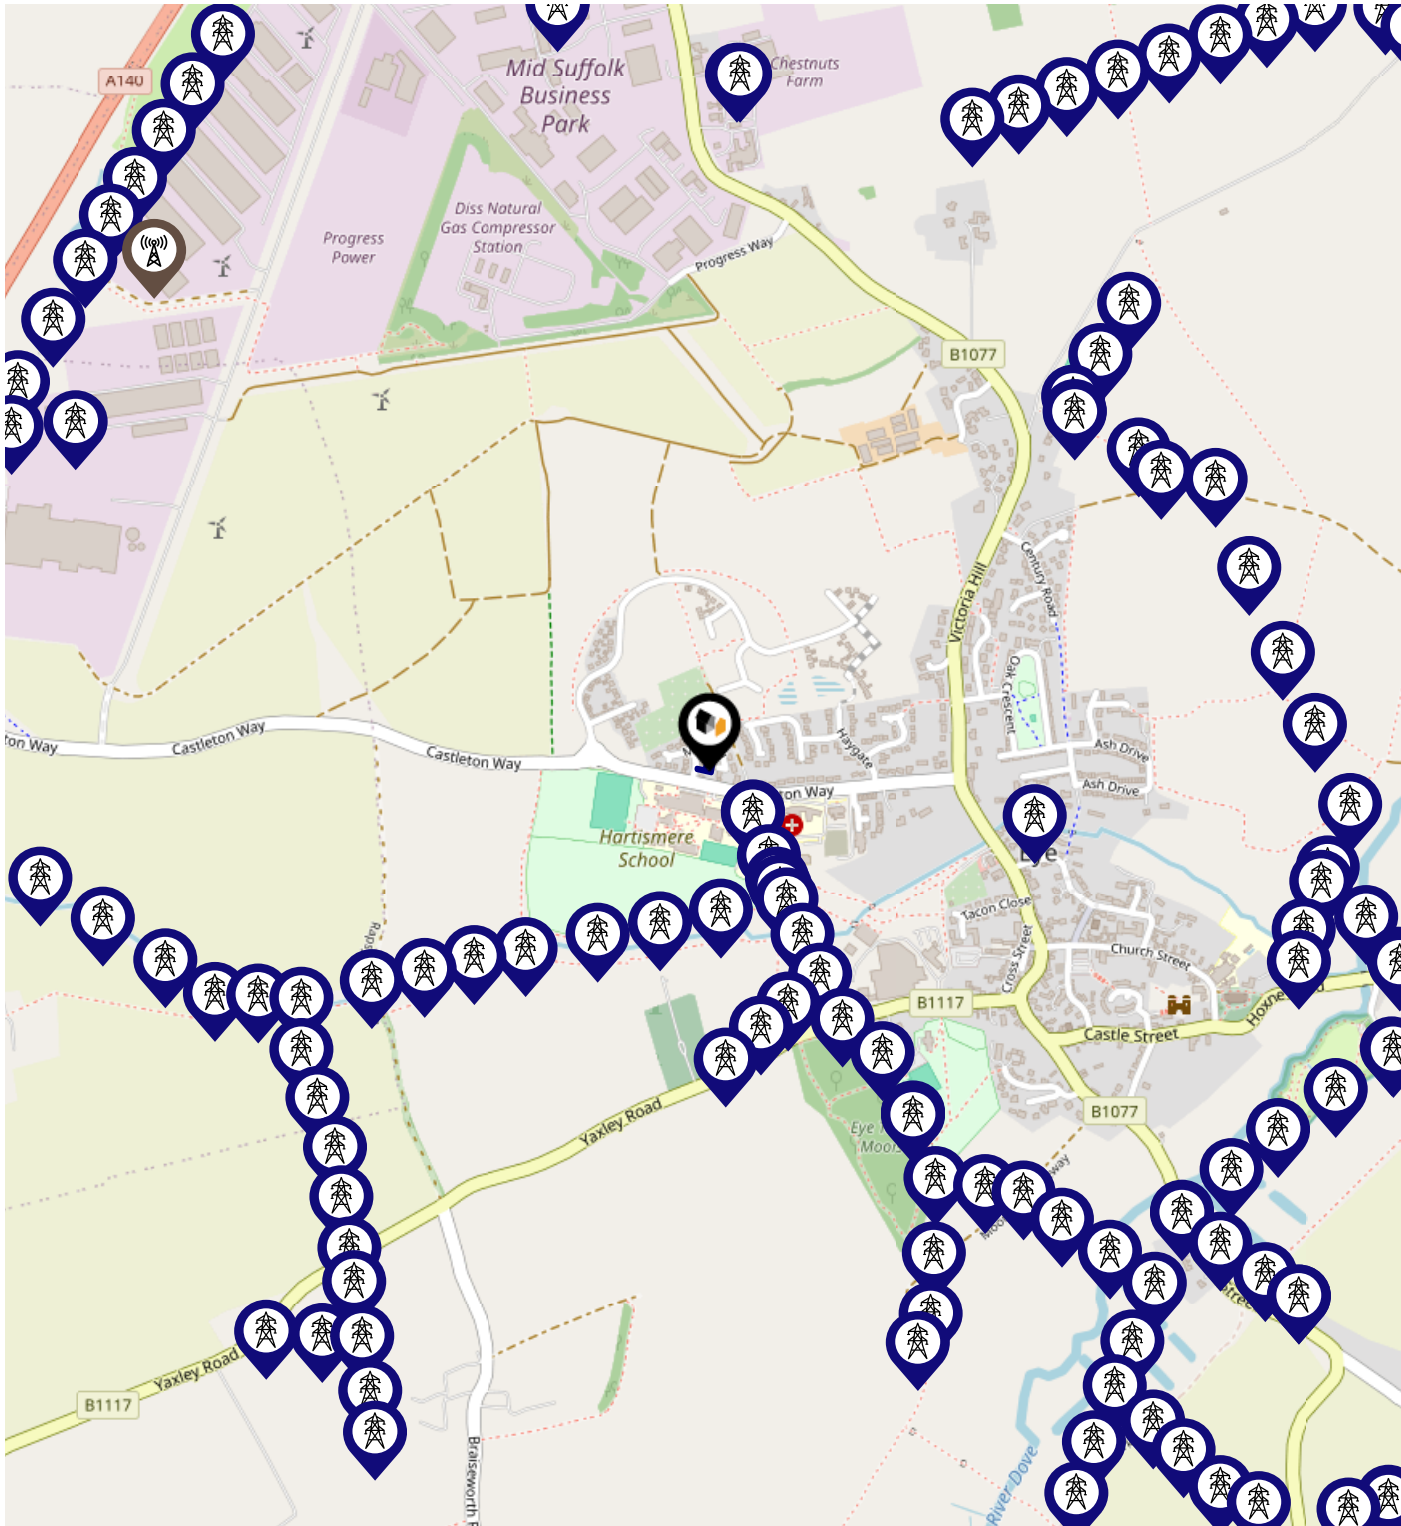 A140
Mid Suffolk
Business
Park
Chestnuts
Farm
Diss Natural
Gas Compressor
Station
Progress
Power
Progress Way
B1077
Century Road
Victoria Hill
Oak Crescent
Castleton Way
Castleton Way
Haygate
Ash Drive
Ash Drive
ton Way
Hartismere
School
Eye
Tacon Close
Cross Street
Church Street
B1117
Castle Street
B1077
Yaxley Road
Eye
Yaxley Road
B1117
River Dove